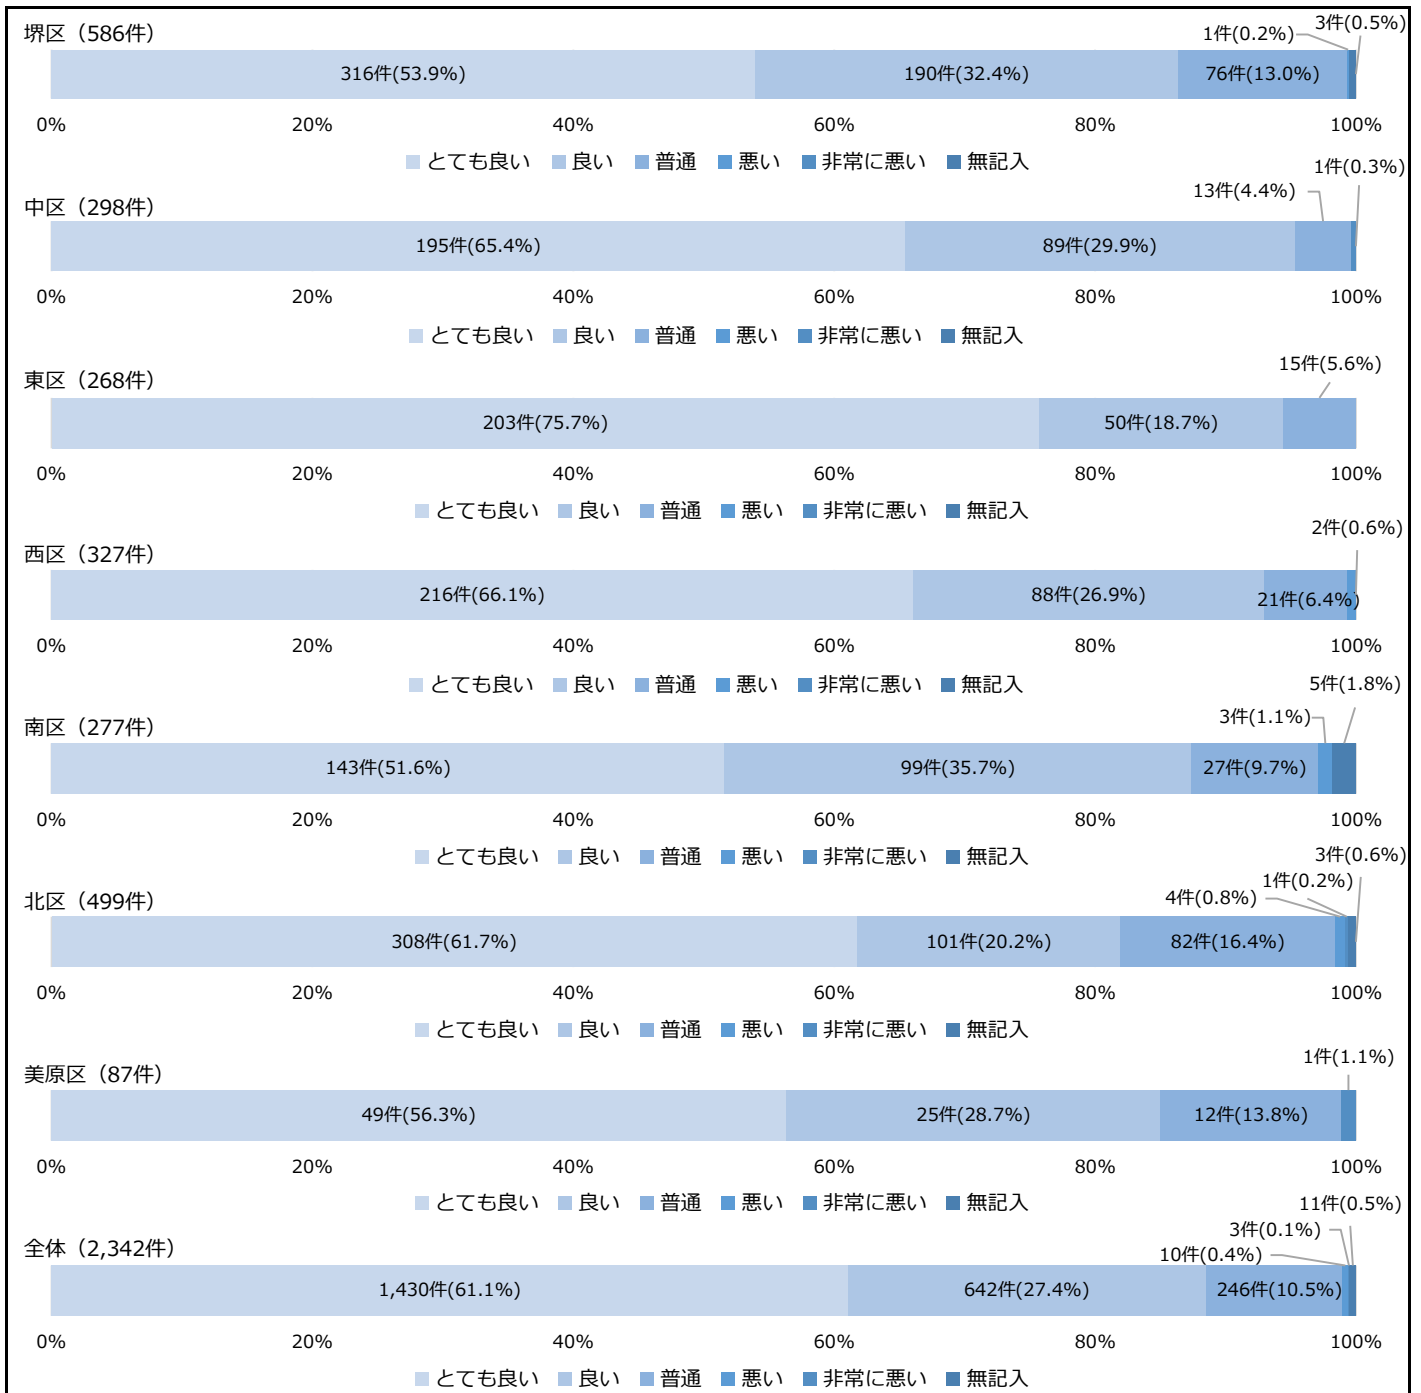 堺区（586件）
1件(0.2%)
3件(0.5%)
316件(53.9%)
190件(32.4%)
76件(13.0%)
0% 20% 40% 60% 80% 100%
とても良い 良い 普通 悪い 非常に悪い 無記入
中区（298件）
13件(4.4%)
1件(0.3%)
195件(65.4%)
89件(29.9%)
0% 20% 40% 60% 80% 100%
とても良い 良い 普通 悪い 非常に悪い 無記入
東区（268件）
15件(5.6%)
203件(75.7%)
50件(18.7%)
0% 20% 40% 60% 80% 100%
とても良い 良い 普通 悪い 非常に悪い 無記入
西区（327件）
2件(0.6%)
216件(66.1%)
88件(26.9%)
21件(6.4%)
0% 20% 40% 60% 80% 100%
とても良い 良い 普通 悪い 非常に悪い 無記入
南区（277件）
3件(1.1%)
5件(1.8%)
143件(51.6%)
99件(35.7%)
27件(9.7%)
0% 20% 40% 60% 80% 100%
とても良い 良い 普通 悪い 非常に悪い 無記入
北区（499件）
4件(0.8%)
1件(0.2%)
3件(0.6%)
308件(61.7%)
101件(20.2%)
82件(16.4%)
0% 20% 40% 60% 80% 100%
とても良い 良い 普通 悪い 非常に悪い 無記入
美原区（87件）
1件(1.1%)
49件(56.3%)
25件(28.7%)
12件(13.8%)
0% 20% 40% 60% 80% 100%
とても良い 良い 普通 悪い 非常に悪い 無記入
全体（2,342件）
10件(0.4%)
3件(0.1%)
11件(0.5%)
1,430件(61.1%)
642件(27.4%)
246件(10.5%)
0% 20% 40% 60% 80% 100%
とても良い 良い 普通 悪い 非常に悪い 無記入